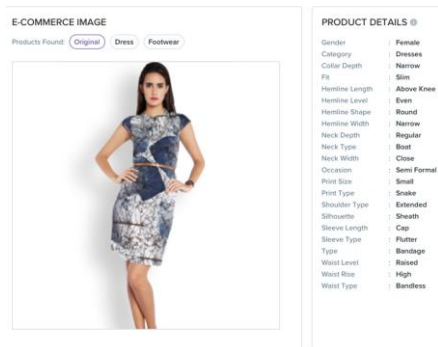 E-COMMERCE IMAGE
Products Found: Original Dress Footwear
PRODUCT DETAILS
Gender : Female
Category : Dresses
Collar Depth : Narrow
Fit : Slim
Hemline Length : Above Knee
Hemline Level : Even
Hemline Shape : Round
Hemline Width : Narrow
Neck Depth : Regular
Neck Type : Boat
Neck Width : Close
Occasion : Semi Formal
Print Size : Small
Print Type : Snake
Shoulder Type : Extended
Silhouette : Sheath
Sleeve Length : Cap
Sleeve Type : Flutter
Type : Bandage
Waist Level : Raised
Waist Rise : High
Waist Type : Bandless